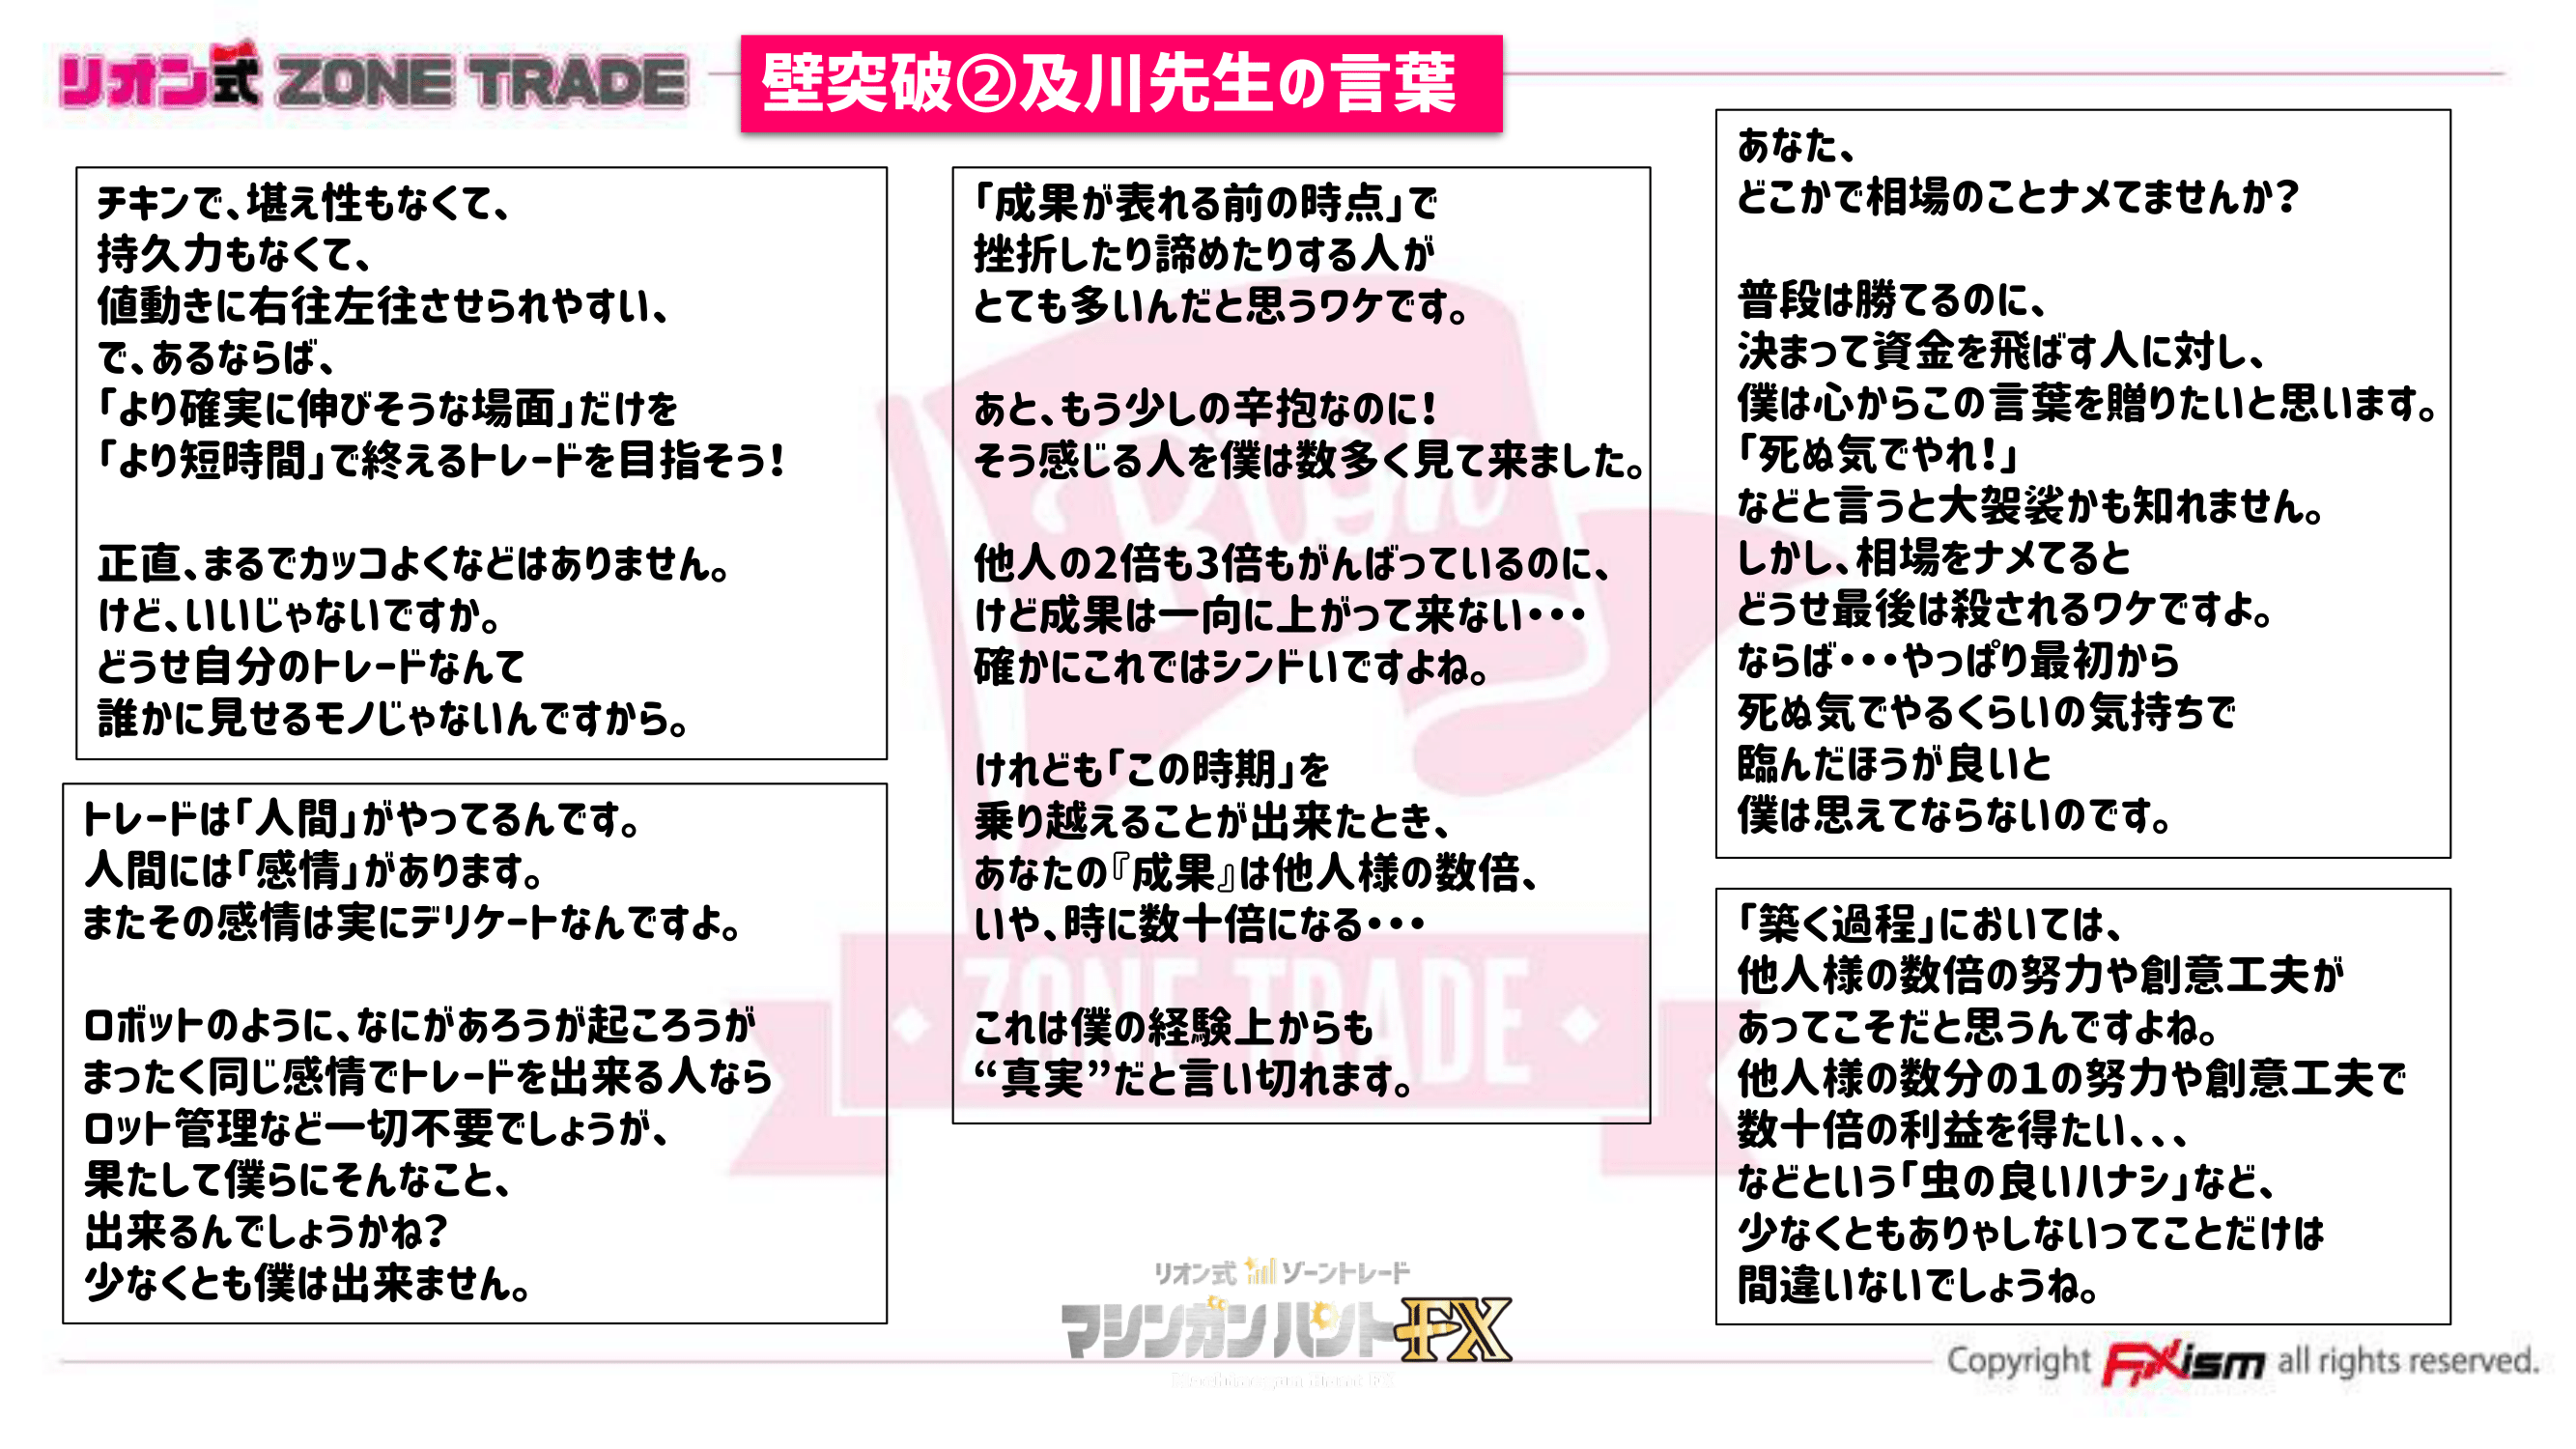 リオン式 ZONE TRADE
壁突破②及川先生の言葉
チキンで、堪え性もなくて、
持久力もなくて、
値動きに右往左往させられやすい、
で、あるならば、
「より確実に伸びそうな場面」だけを
「より短時間」で終えるトレードを目指そう!
正直、まるでカッコよくなどはありません。
けど、いいじゃないですか。
どうせ自分のトレードなんて
誰かに見せるモノじゃないんですから。
トレードは「人間」がやってるんです。
人間には「感情」があります。
またその感情は実にデリケートなんですよ。
ロボットのように、なにがあろうが起ころうが
まったく同じ感情でトレードを出来る人なら
ロット管理など一切不要でしょうが、
果たして僕らにそんなこと、
出来るんでしょうかね?
少なくとも僕は出来ません。
「成果が表れる前の時点」で
挫折したり諦めたりする人が
とても多いんだと思うワケです。
あと、もう少しの辛抱なのに!
そう感じる人を僕は数多く見て来ました。
他人の2倍も3倍もがんばっているのに、
けど成果は一向に上がって来ない・・・
確かにこれではシンドいですよね。
けれども「この時期」を
乗り越えることが出来たとき、
あなたの『成果』は他人様の数倍、
いや、時に数十倍になる・・・
これは僕の経験上からも
“真実”だと言い切れます。
あなた、
どこかで相場のことナメてませんか?
普段は勝てるのに、
決まって資金を飛ばす人に対し、
僕は心からこの言葉を贈りたいと思います。
「死ぬ気でやれ!」
などと言うと大袈裟かも知れません。
しかし、相場をナメてると
どうせ最後は殺されるワケですよ。
ならば・・・やっぱり最初から
死ぬ気でやるくらいの気持ちで
臨んだほうが良いと
僕は思えてならないのです。
「築く過程」においては、
他人様の数倍の努力や創意工夫が
あってこそだと思うんですよね。
他人様の数分の1の努力や創意工夫で
数十倍の利益を得たい、、、
などという「虫の良いハナシ」など、
少なくともありゃしないってことだけは
間違いないでしょうね。
ZONE TRADE
リオン式 ゾーントレード
マシンガンハントFX
Copyright FXism all rights reserved.